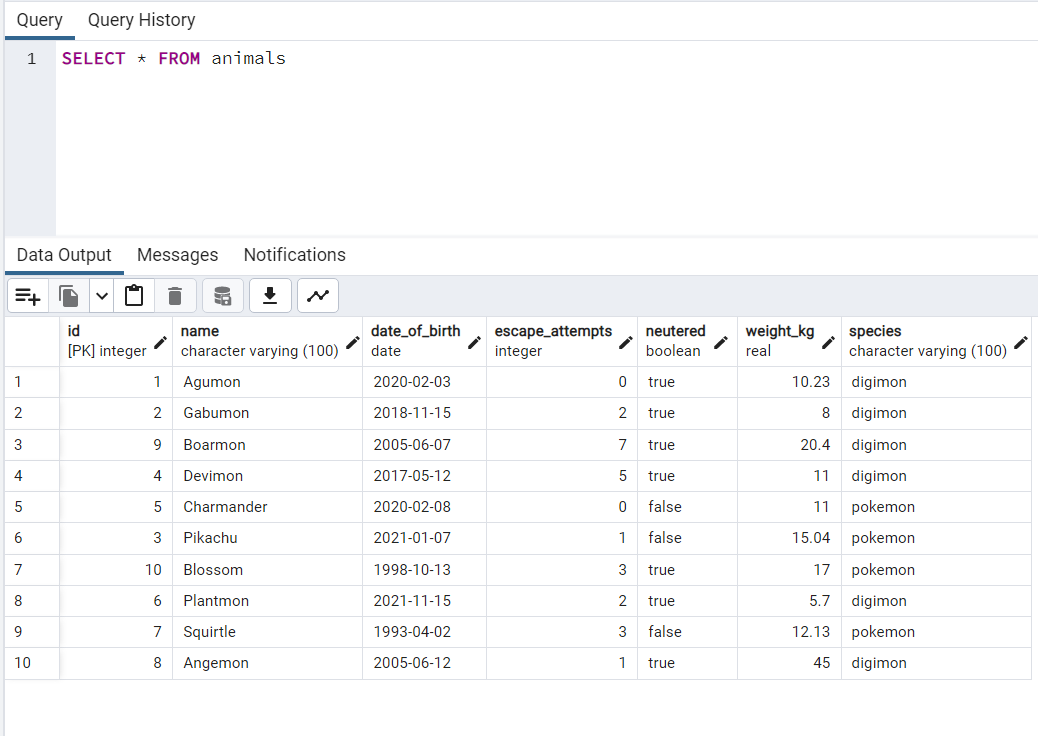 Query Query History
1 SELECT * FROM animals
Data Output Messages Notifications
id name date_of_birth escape_attempts neutered weight_kg species
[PK] integer character varying (100) date integer boolean real character varying (100)
1 1 Agumon 2020-02-03 0 true 10.23 digimon
2 2 Gabumon 2018-11-15 2 true 8 digimon
3 9 Boarmon 2005-06-07 7 true 20.4 digimon
4 4 Devimon 2017-05-12 5 true 11 digimon
5 5 Charmander 2020-02-08 0 false 11 pokemon
6 3 Pikachu 2021-01-07 1 false 15.04 pokemon
7 10 Blossom 1998-10-13 3 true 17 pokemon
8 6 Plantmon 2021-11-15 2 true 5.7 digimon
9 7 Squirtle 1993-04-02 3 false 12.13 pokemon
10 8 Angemon 2005-06-12 1 true 45 digimon